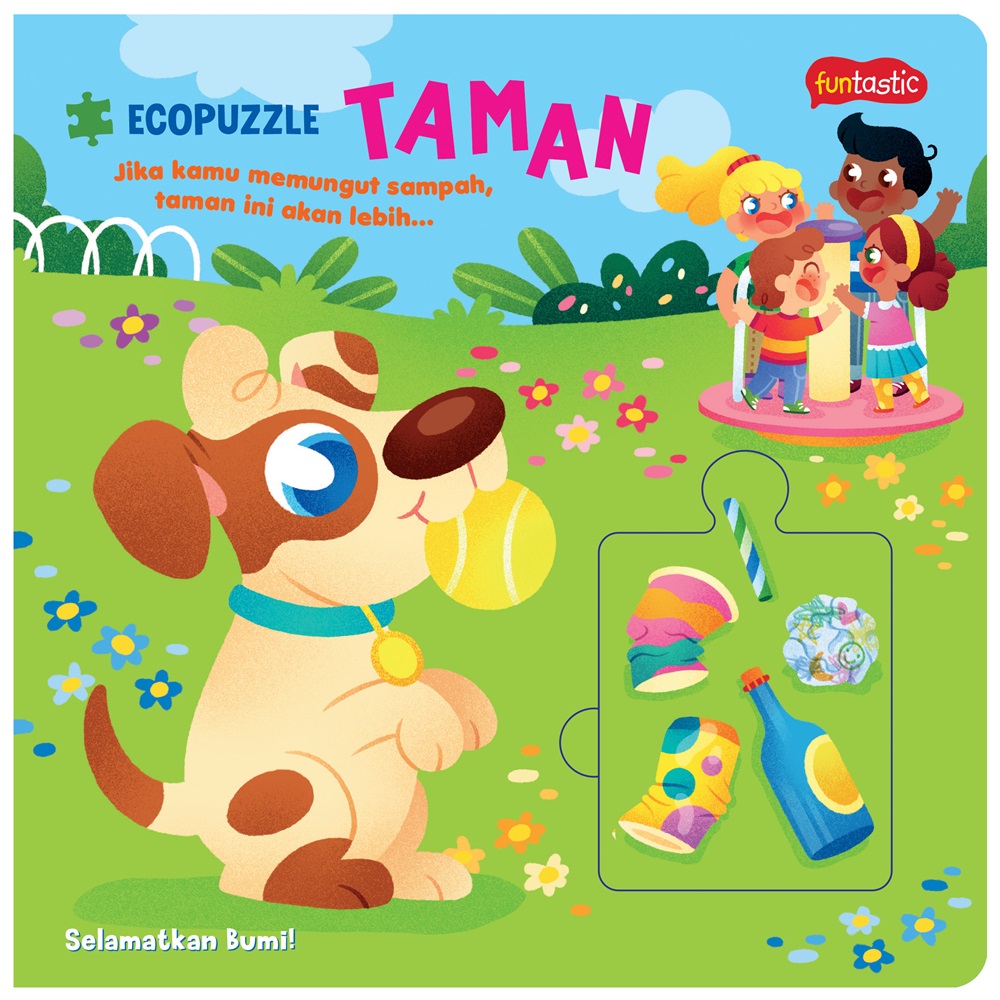 ECOPUZZLE TAMAN
funtastic
Jika kamu memungut sampah,
taman ini akan lebih...
Selamatkan Bumi!